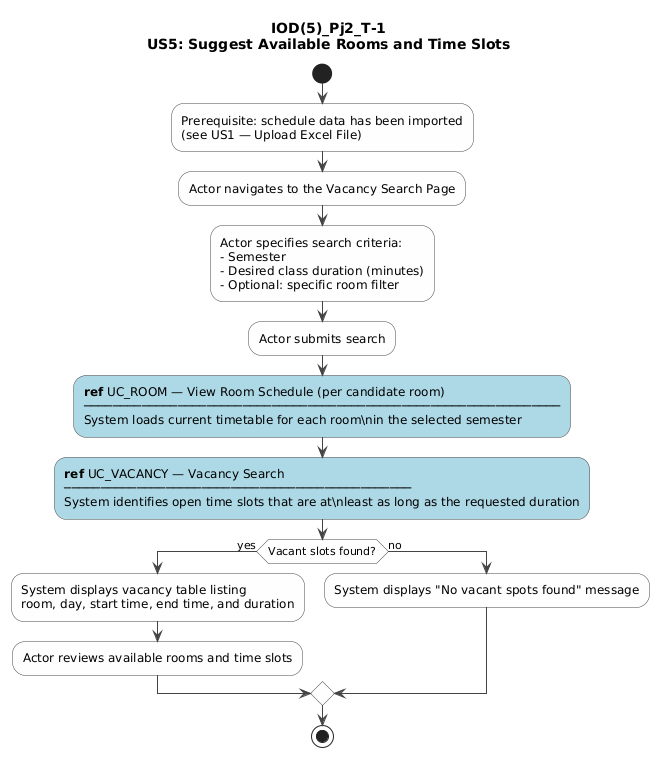 IOD(5)_Pj2_T-1
US5: Suggest Available Rooms and Time Slots
Prerequisite: schedule data has been imported
(see US1 — Upload Excel File)
Actor navigates to the Vacancy Search Page
Actor specifies search criteria:
- Semester
- Desired class duration (minutes)
- Optional: specific room filter
Actor submits search
ref UC_ROOM — View Room Schedule (per candidate room)
System loads current timetable for each room\nin the selected semester
ref UC_VACANCY — Vacancy Search
System identifies open time slots that are at\nleast as long as the requested duration
Vacant slots found?
yes
no
System displays vacancy table listing
room, day, start time, end time, and duration
System displays "No vacant spots found" message
Actor reviews available rooms and time slots